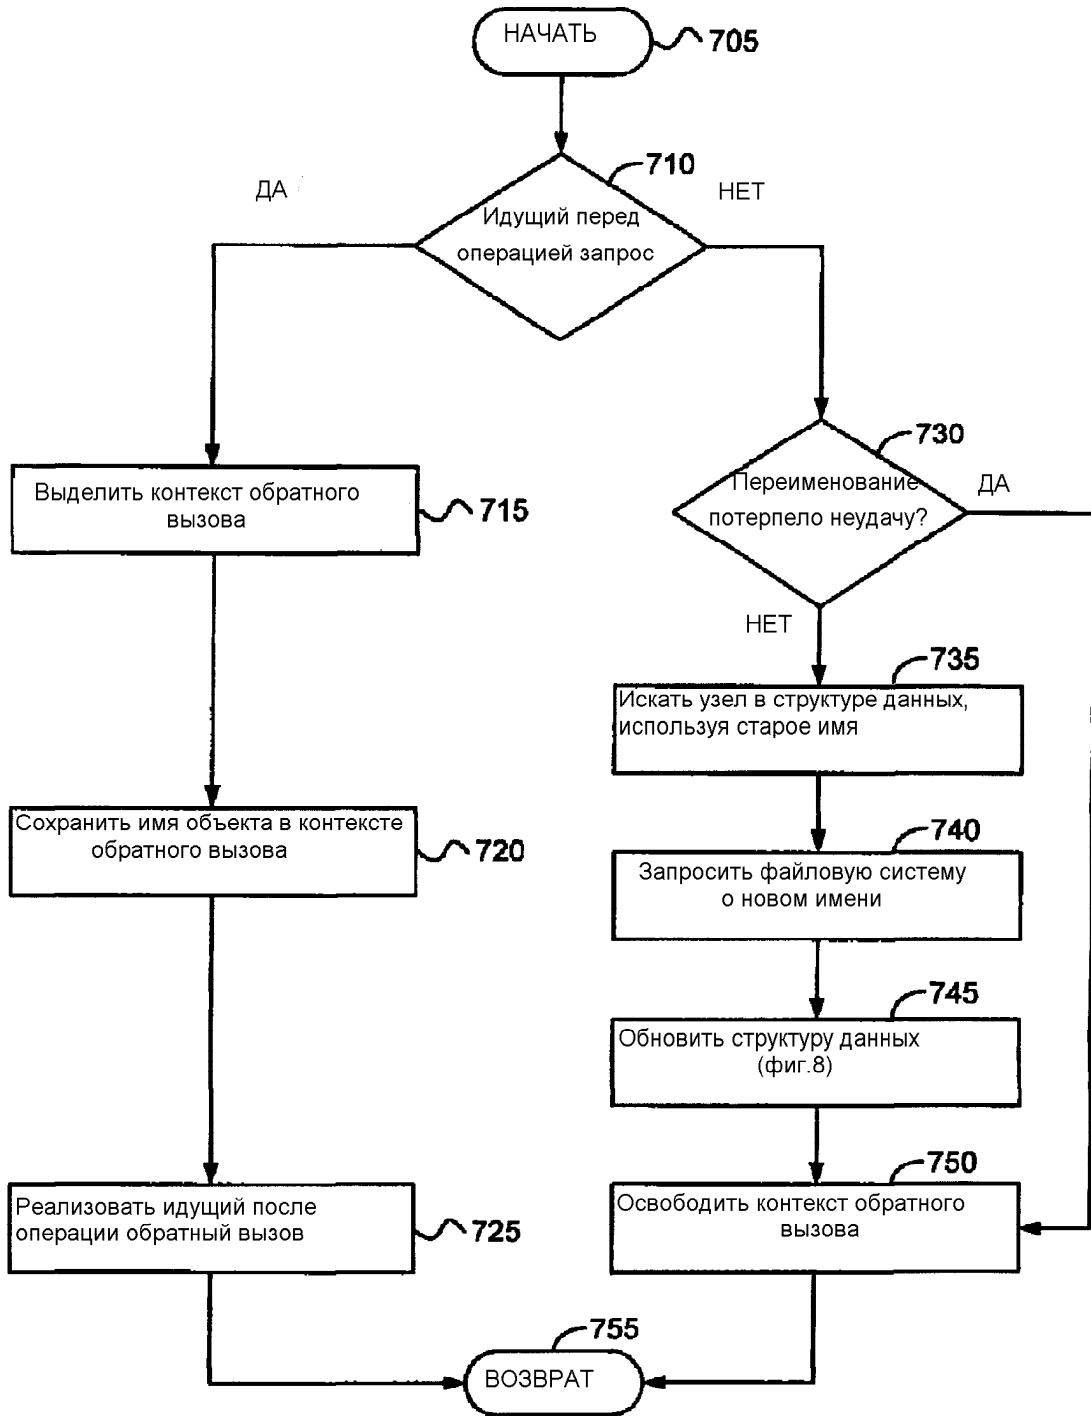 НАЧАТЬ
705
710
ДА
НЕТ
Идущий перед
операцией запрос
730
Переименование
потерпело неудачу?
ДА
НЕТ
Выделить контекст обратного
вызова
715
735
Искать узел в структуре данных,
используя старое имя
Сохранить имя объекта в контексте
обратного вызова
720
740
Запросить файловую систему
о новом имени
745
Обновить структуру данных
(фиг.8)
750
Освободить контекст обратного
вызова
Реализовать идущий после
операции обратный вызов
725
755
ВОЗВРАТ